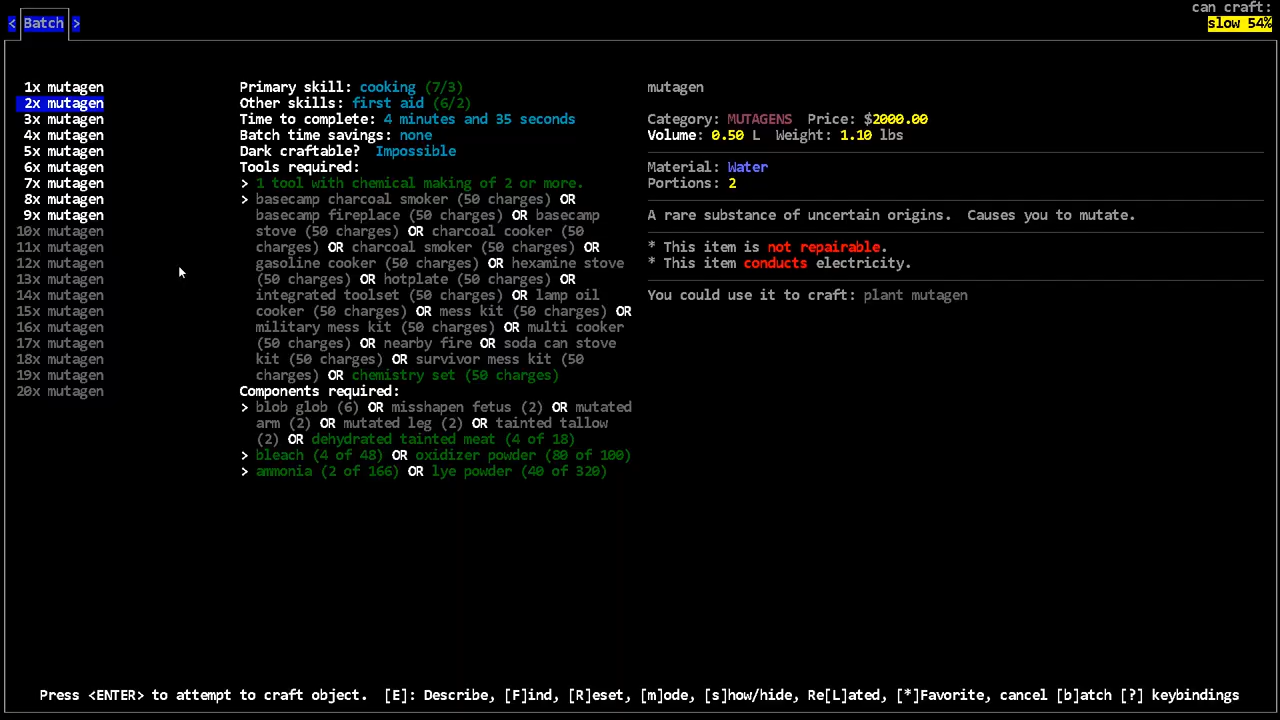 can craft:
< Batch >
slow 54%
1x mutagen
2x mutagen
3x mutagen
4x mutagen
5x mutagen
6x mutagen
7x mutagen
8x mutagen
9x mutagen
10x mutagen
11x mutagen
12x mutagen
13x mutagen
14x mutagen
15x mutagen
16x mutagen
17x mutagen
18x mutagen
19x mutagen
20x mutagen
Primary skill: cooking (7/3)
Other skills: first aid (6/2)
Time to complete: 4 minutes and 35 seconds
Batch time savings: none
Dark craftable?  Impossible
Tools required:
> 1 tool with chemical making of 2 or more.
> basecamp charcoal smoker (50 charges) OR
basecamp fireplace (50 charges) OR basecamp
stove (50 charges) OR charcoal cooker (50
charges) OR charcoal smoker (50 charges) OR
gasoline cooker (50 charges) OR hexamine stove
(50 charges) OR hotplate (50 charges) OR
integrated toolset (50 charges) OR lamp oil
cooker (50 charges) OR mess kit (50 charges) OR
military mess kit (50 charges) OR multi cooker
(50 charges) OR nearby fire OR soda can stove
kit (50 charges) OR survivor mess kit (50
charges) OR chemistry set (50 charges)
Components required:
> blob glob (6) OR misshapen fetus (2) OR mutated
arm (2) OR mutated leg (2) OR tainted tallow
(2) OR dehydrated tainted meat (4 of 18)
> bleach (4 of 48) OR oxidizer powder (80 of 100)
> ammonia (2 of 166) OR lye powder (40 of 320)
mutagen
Category: MUTAGENS  Price: $2000.00
Volume: 0.50 L  Weight: 1.10 lbs
Material: Water
Portions: 2
A rare substance of uncertain origins.  Causes you to mutate.
* This item is not repairable.
* This item conducts electricity.
You could use it to craft: plant mutagen
Press <ENTER> to attempt to craft object.  [E]: Describe, [F]ind, [R]eset, [m]ode, [s]how/hide, Re[L]ated, [*]Favorite, cancel [b]atch [?] keybindings